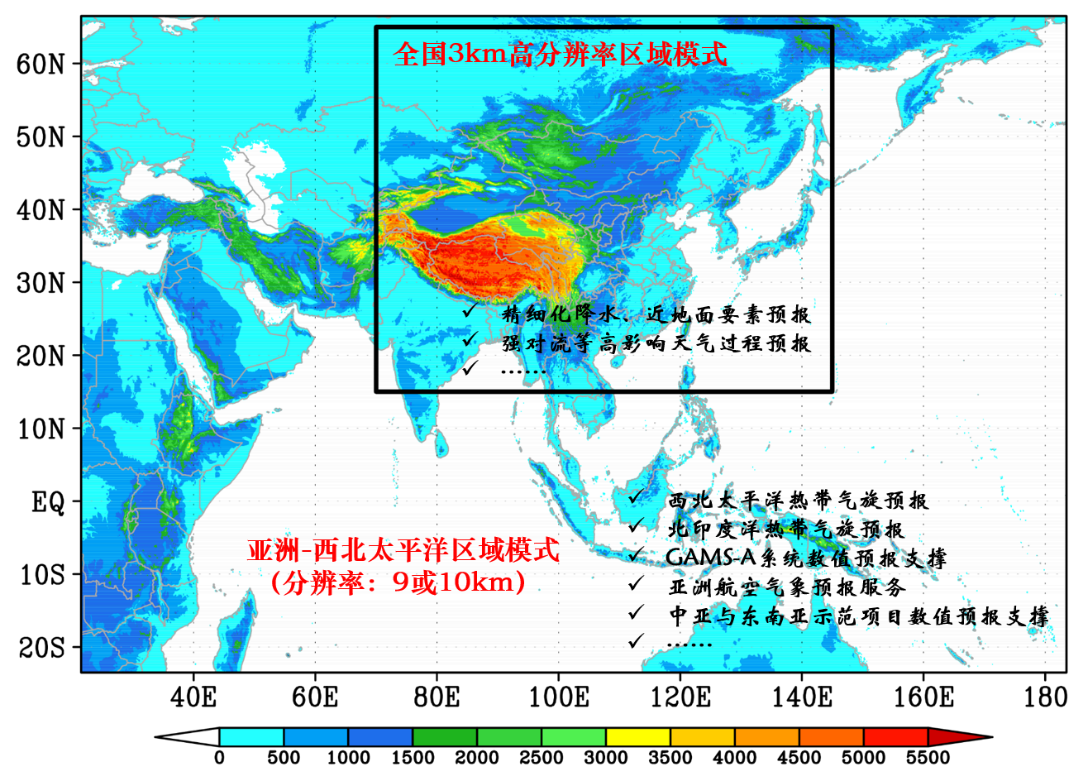 全国3km高分辨率区域模式
60N
50N
40N
30N
20N
10N
EQ
10S
20S
✓ 精细化降水、近地面要素预报
✓ 强对流等高影响天气过程预报
✓ ……
✓ 西北太平洋热带气旋预报
✓ 北印度洋热带气旋预报
✓ GAMS-A系统数值预报支撑
✓ 亚洲航空气象预报服务
✓ 中亚与东南亚示范项目数值预报支撑
✓ ……
亚洲-西北太平洋区域模式
(分辨率：9或10km)
40E 60E 80E 100E 120E 140E 160E 180
0 500 1000 1500 2000 2500 3000 3500 4000 4500 5000 5500